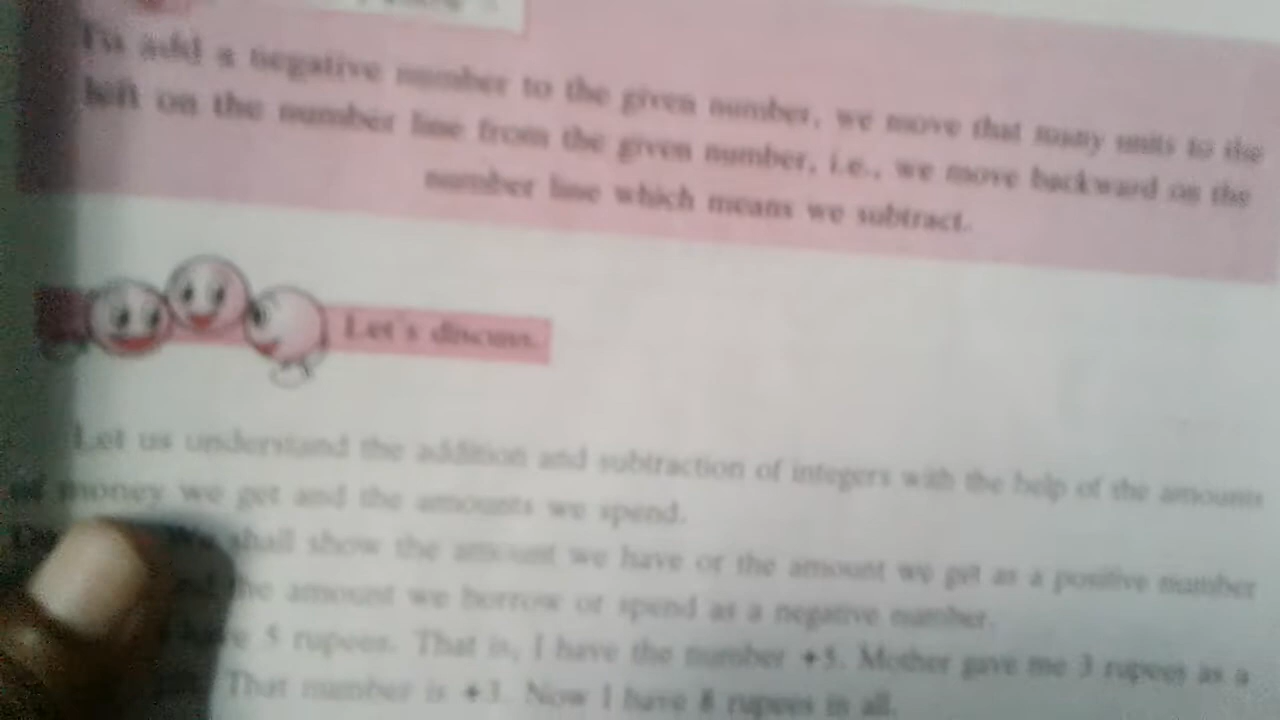 To add a negative number to the given number, we move that many units to the
left on the number line from the given number, i.e., we move backward on the
number line which means we subtract.
Let's discuss.
Let us understand the addition and subtraction of integers with the help of the amounts
of money we get and the amounts we spend.
shall show the amount we have or the amount we get as a positive number
the amount we borrow or spend as a negative number.
5 rupees. That is, I have the number +5. Mother gave me 3 rupees as a
That number is +3. Now I have 8 rupees in all.